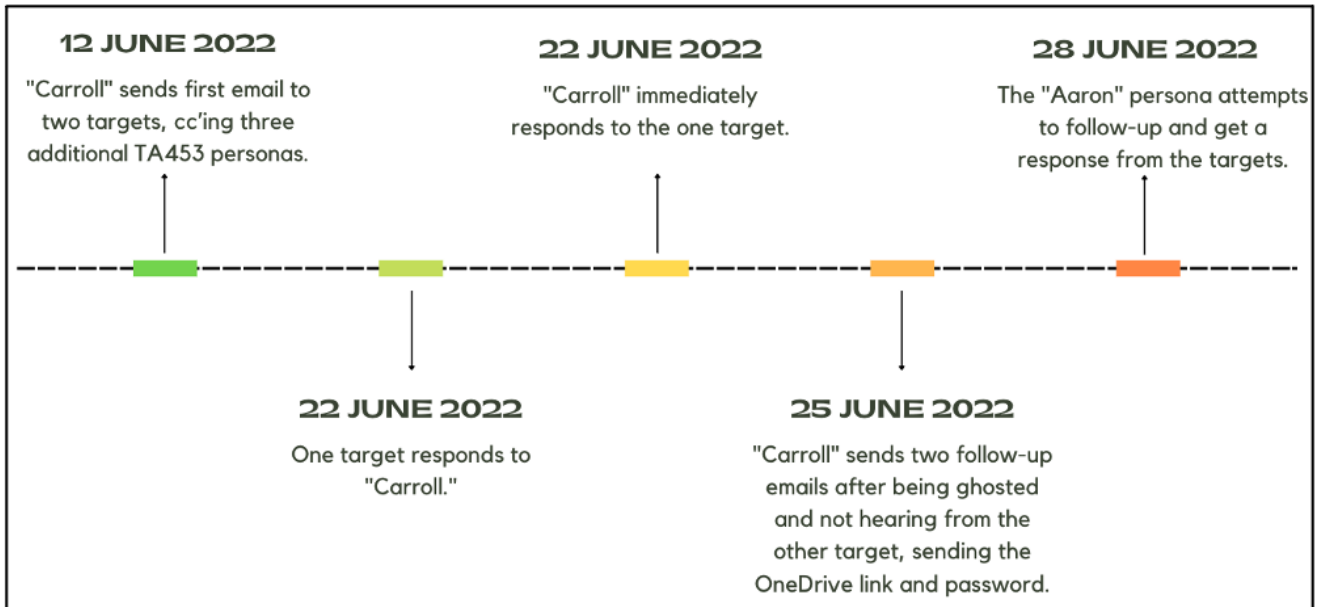 12 JUNE 2022
"Carroll" sends first email to
two targets, cc'ing three
additional TA453 personas.
22 JUNE 2022
One target responds to
"Carroll."
22 JUNE 2022
"Carroll" immediately
responds to the one target.
25 JUNE 2022
"Carroll" sends two follow-up
emails after being ghosted
and not hearing from the
other target, sending the
OneDrive link and password.
28 JUNE 2022
The "Aaron" persona attempts
to follow-up and get a
response from the targets.